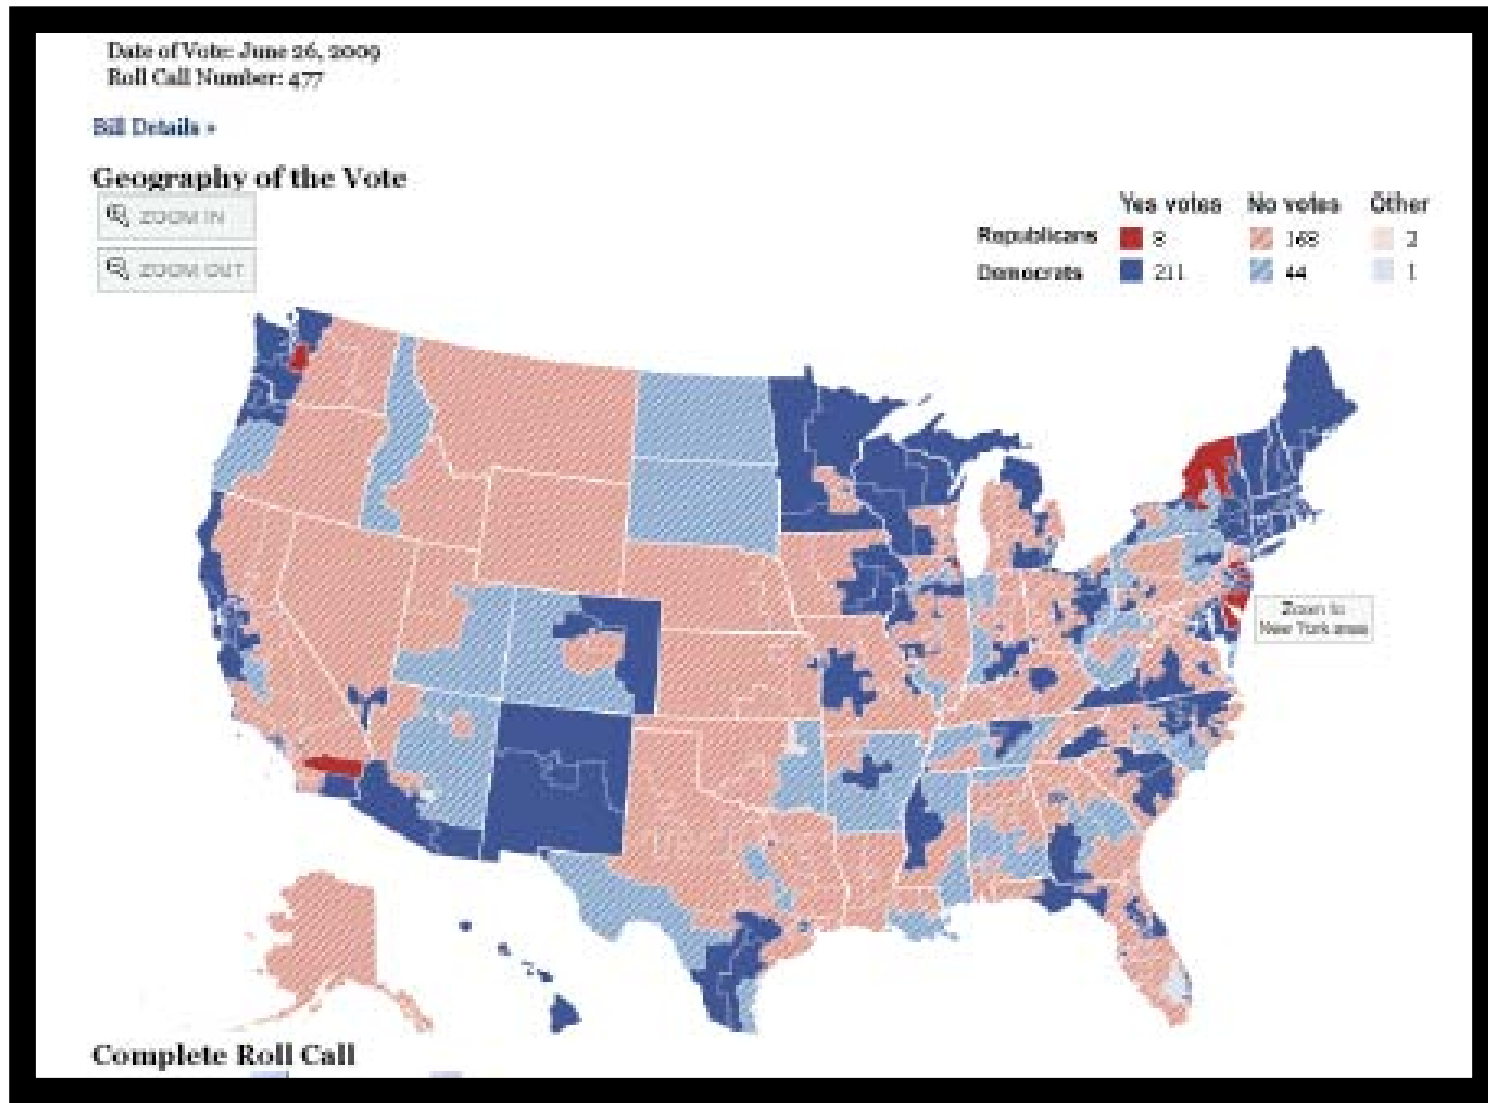 Date of Vote: June 26, 2009
Roll Call Number: 477
Bill Details »
Geography of the Vote
ZOOM IN
ZOOM OUT
Yes votes No votes Other
Republicans 8 168 2
Democrats 211 44 1
Zoom to
New York areas
Complete Roll Call